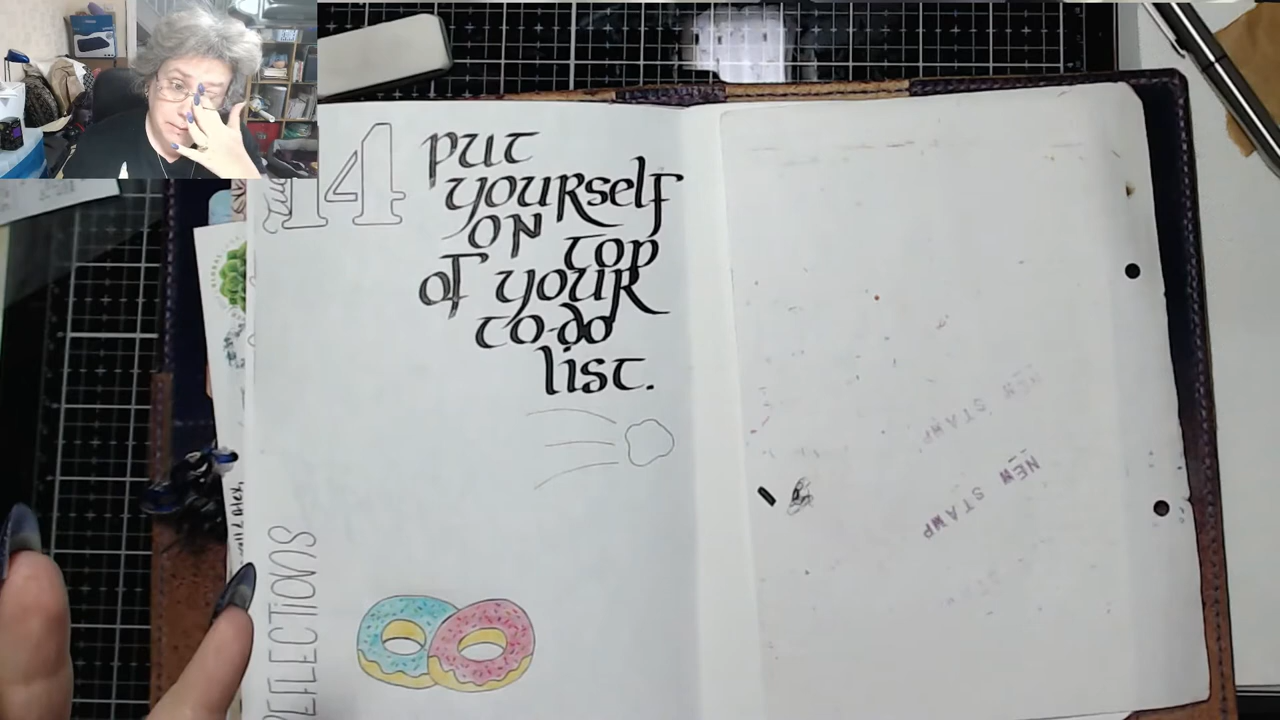 14
put
yourself
on top
of your
to-do
list.
REFLECTIONS
NEW STAMP
NEW STAMP